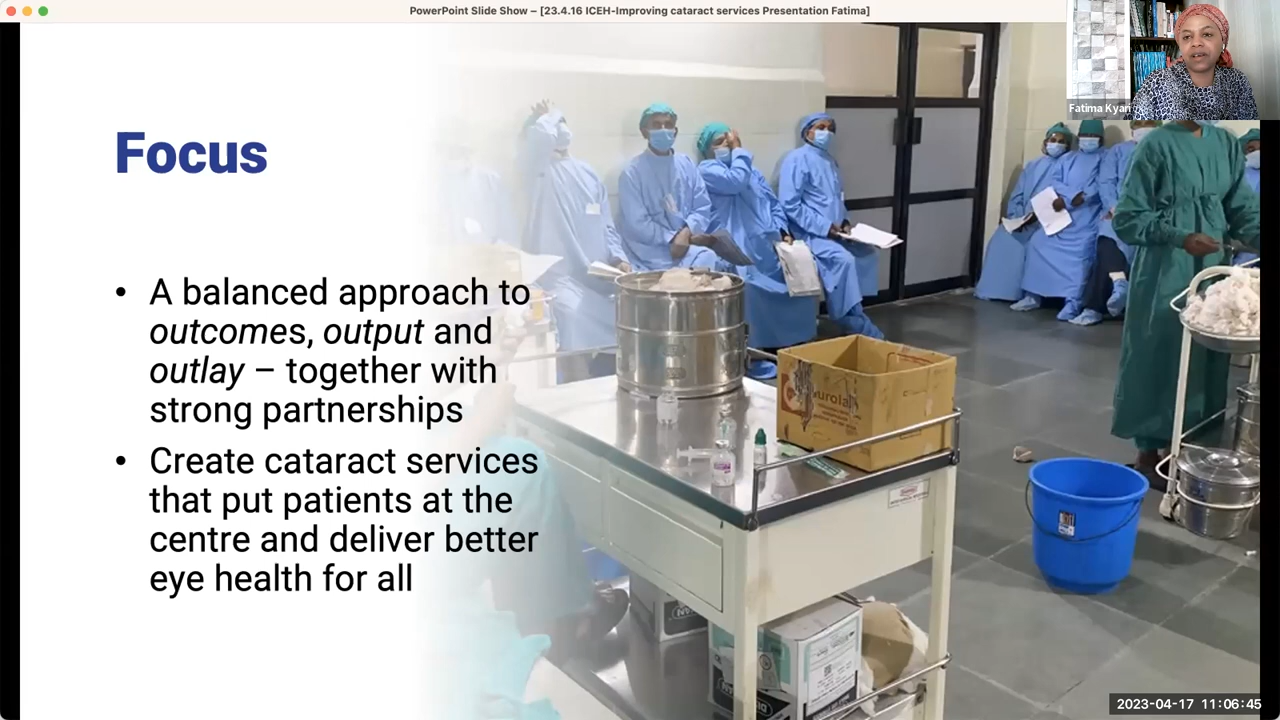 PowerPoint Slide Show – [23.4.16 ICEH-Improving cataract services Presentation Fatima]
Fatima Kyari
Focus
• A balanced approach to
outcomes, output and
outlay – together with
strong partnerships
• Create cataract services
that put patients at the
centre and deliver better
eye health for all
urolab
2023-04-17 11:06:45